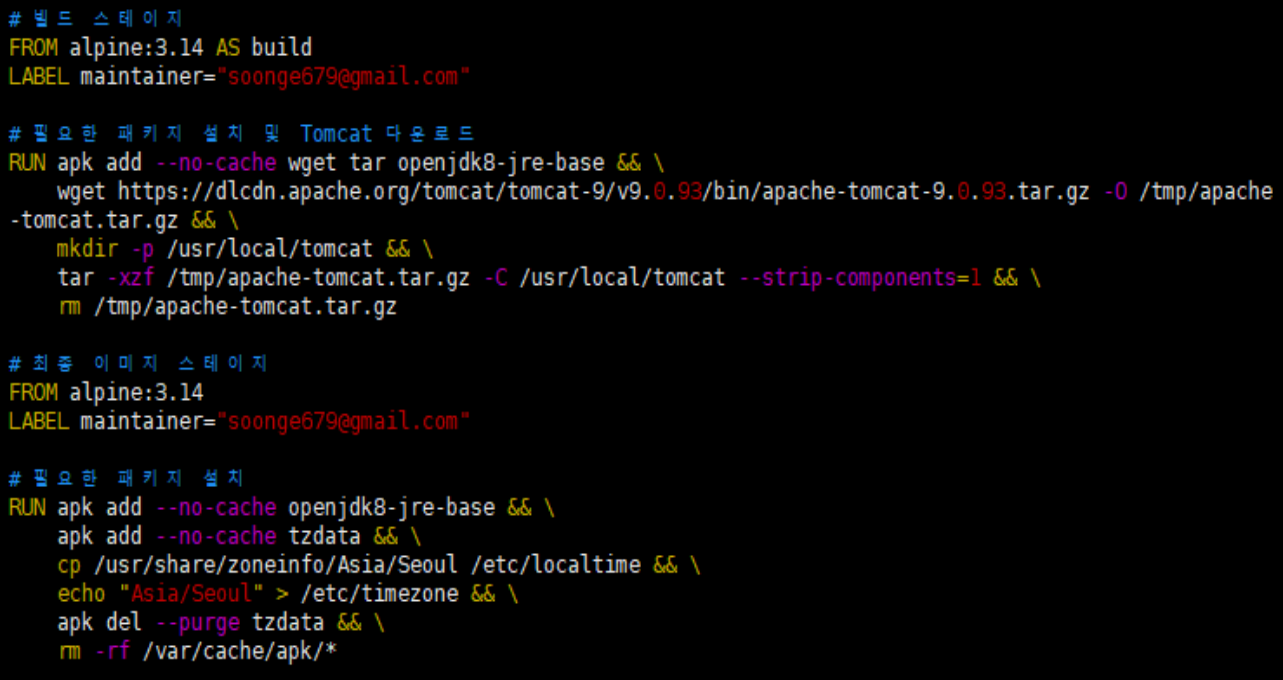 # 빌드 스테이지
FROM alpine:3.14 AS build
LABEL maintainer="soonge679@gmail.com"

# 필요한 패키지 설치 및 Tomcat 다운로드
RUN apk add --no-cache wget tar openjdk8-jre-base && \
    wget https://dlcdn.apache.org/tomcat/tomcat-9/v9.0.93/bin/apache-tomcat-9.0.93.tar.gz -O /tmp/apache
-tomcat.tar.gz && \
    mkdir -p /usr/local/tomcat && \
    tar -xzf /tmp/apache-tomcat.tar.gz -C /usr/local/tomcat --strip-components=1 && \
    rm /tmp/apache-tomcat.tar.gz

# 최종 이미지 스테이지
FROM alpine:3.14
LABEL maintainer="soonge679@gmail.com"

# 필요한 패키지 설치
RUN apk add --no-cache openjdk8-jre-base && \
    apk add --no-cache tzdata && \
    cp /usr/share/zoneinfo/Asia/Seoul /etc/localtime && \
    echo "Asia/Seoul" > /etc/timezone && \
    apk del --purge tzdata && \
    rm -rf /var/cache/apk/*